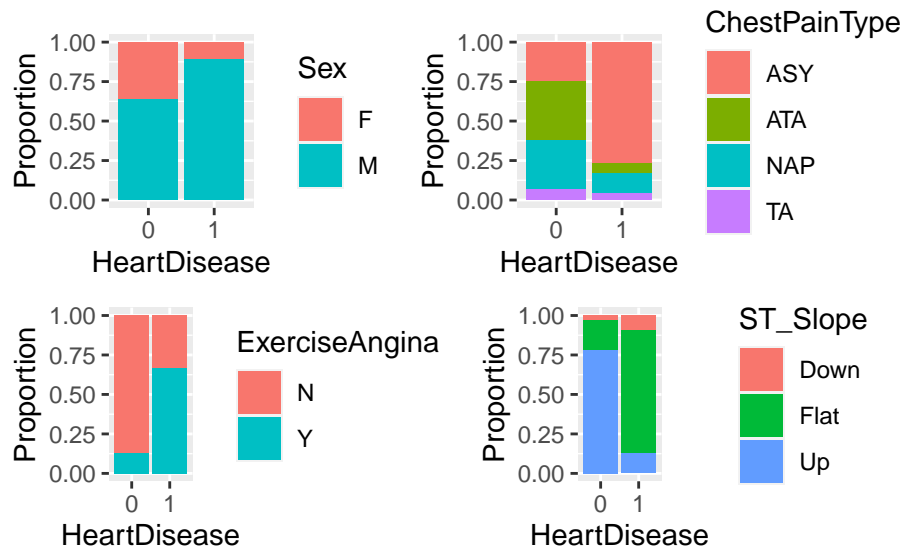 Proportion
1.00
0.75
0.50
0.25
0.00
0 1
HeartDisease
Sex
F
M
Proportion
1.00
0.75
0.50
0.25
0.00
0 1
HeartDisease
ChestPainType
ASY
ATA
NAP
TA
Proportion
1.00
0.75
0.50
0.25
0.00
0 1
HeartDisease
ExerciseAngina
N
Y
Proportion
1.00
0.75
0.50
0.25
0.00
0 1
HeartDisease
ST_Slope
Down
Flat
Up